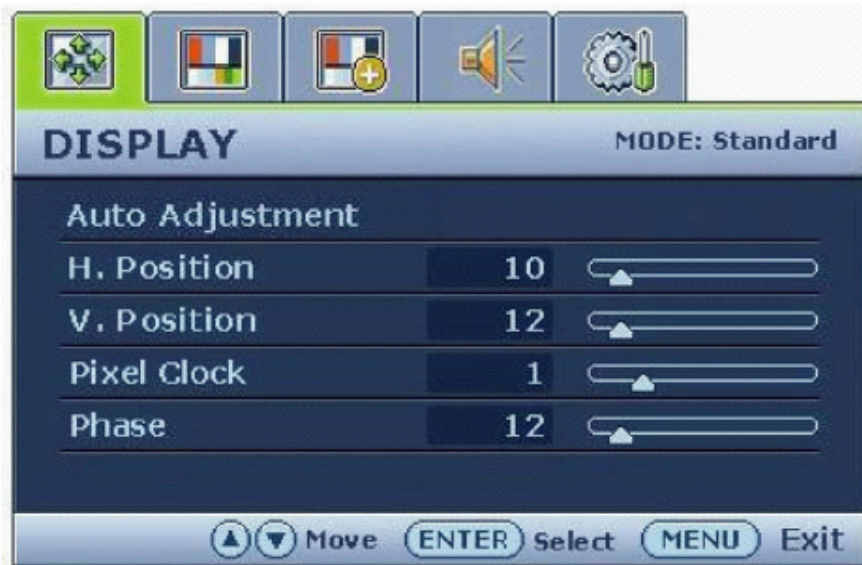 DISPLAY MODE: Standard
Auto Adjustment
H. Position 10
V. Position 12
Pixel Clock 1
Phase 12
Move ENTER Select MENU Exit